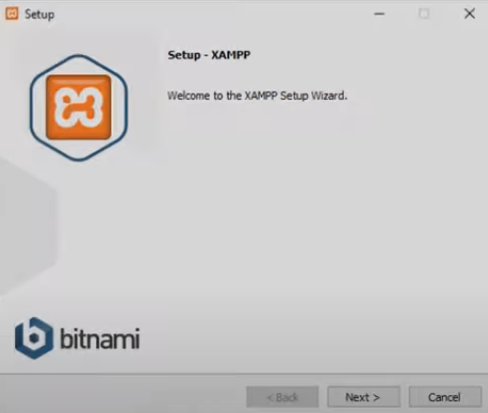 Setup
Setup - XAMPP
Welcome to the XAMPP Setup Wizard.
bitnami
< Back
Next >
Cancel